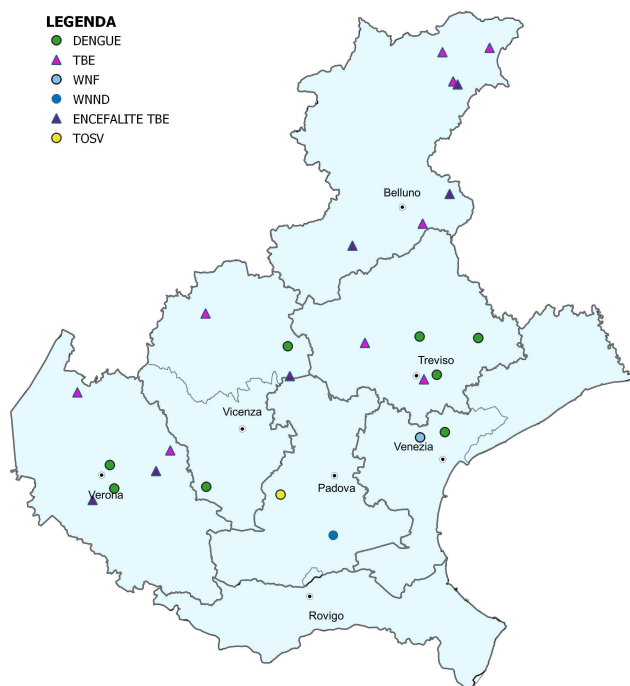 LEGENDA
DENGUE
TBE
WNF
WNND
ENCEFALITE TBE
TOSV
Belluno
Treviso
Vicenza
Venezia
Padova
Verona
Rovigo